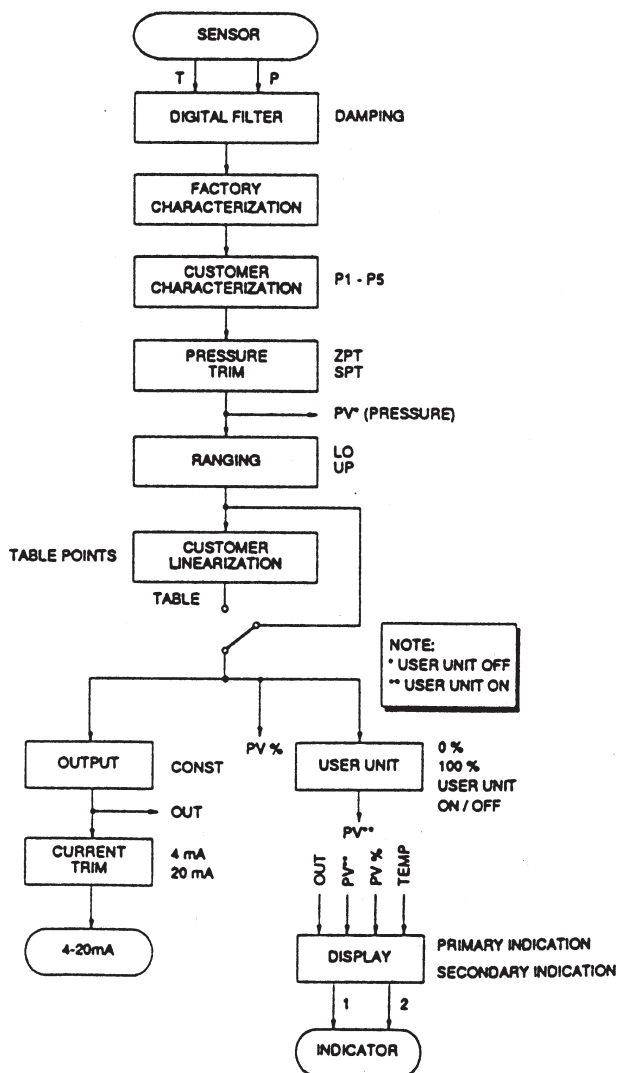 SENSOR
T P
DIGITAL FILTER DAMPING
FACTORY
CHARACTERIZATION
CUSTOMER
CHARACTERIZATION
P1 - P5
PRESSURE
TRIM
ZPT
SPT
PV* (PRESSURE)
RANGING
LO
UP
TABLE POINTS
CUSTOMER
LINEARIZATION
TABLE
NOTE:
* USER UNIT OFF
** USER UNIT ON
OUTPUT
CONST
PV %
USER UNIT
0 %
100 %
USER UNIT
ON / OFF
OUT
PV**
CURRENT
TRIM
4 mA
20 mA
OUT
PV**
PV %
TEMP
4-20mA
DISPLAY
PRIMARY INDICATION
SECONDARY INDICATION
1 2
INDICATOR